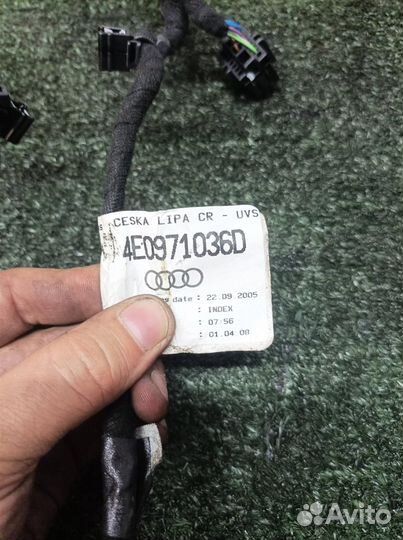 CESKA LIPA CR - UVS
4E0971036D
date : 22.09.2005
: INDEX
: 07:56
: 01.04.08
Avito